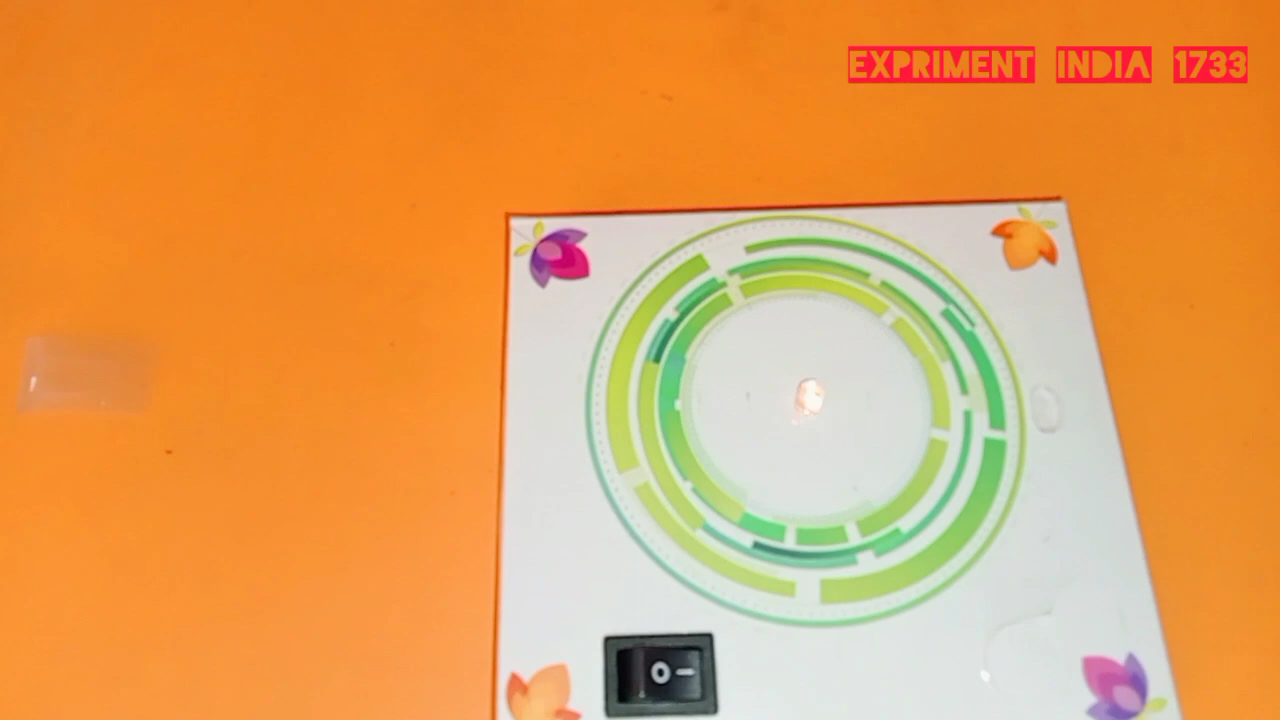 EXPRIMENT INDIA 1733
O –